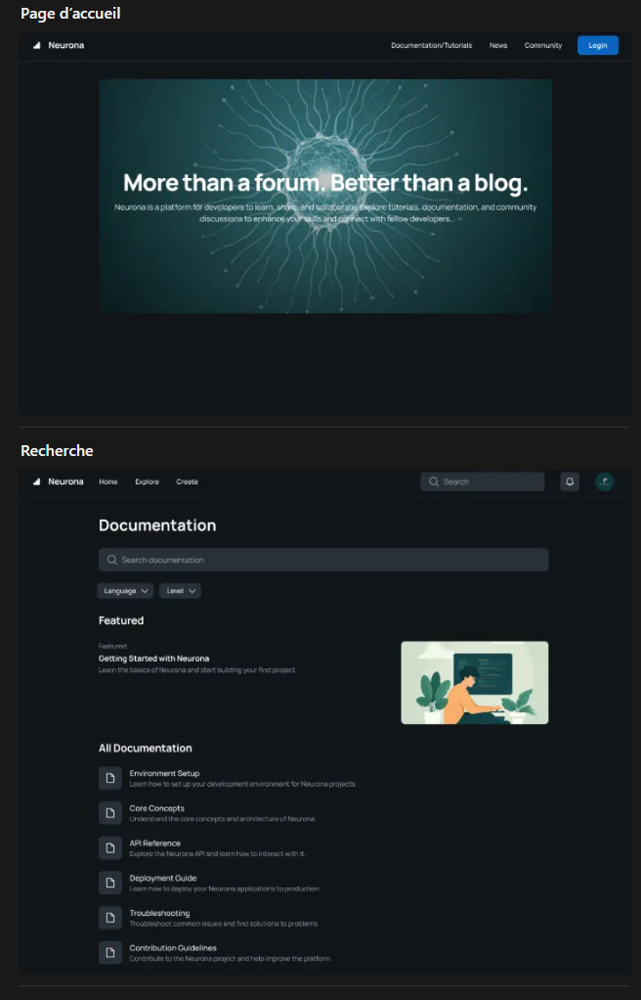 Page d’accueil
Neurona
Documentation/Tutorials
News
Community
Login
More than a forum. Better than a blog.
Neurona is a platform for developers to learn, share, and collaborate. Explore tutorials, documentation, and community
discussions to enhance your skills and connect with fellow developers.
Recherche
Neurona
Home
Explore
Create
Search
Documentation
Search documentation
Language
Level
Featured
Featured
Getting Started with Neurona
Learn the basics of Neurona and start building your first project.
All Documentation
Environment Setup
Learn how to set up your development environment for Neurona projects.
Core Concepts
Understand the core concepts and architecture of Neurona.
API Reference
Explore the Neurona API and learn how to interact with it.
Deployment Guide
Learn how to deploy your Neurona applications to production.
Troubleshooting
Troubleshoot common issues and find solutions to problems.
Contribution Guidelines
Contribute to the Neurona project and help improve the platform.